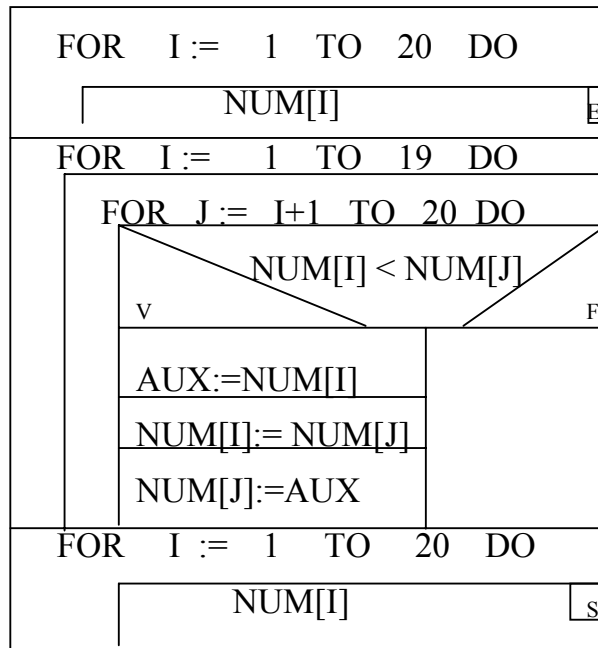 FOR I := 1 TO 20 DO
NUM[I] E
FOR I := 1 TO 19 DO
FOR J := I+1 TO 20 DO
NUM[I] < NUM[J]
V F
AUX:=NUM[I]
NUM[I]:= NUM[J]
NUM[J]:=AUX
FOR I := 1 TO 20 DO
NUM[I] S